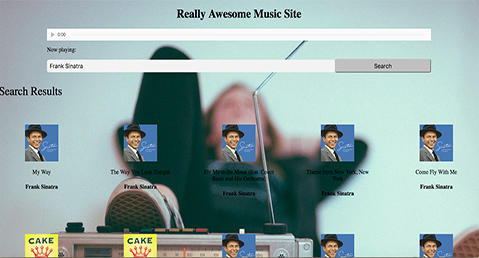 Really Awesome Music Site
0:00
Now playing:
Frank Sinatra
Search
Search Results
My Way
The Way You Look Tonight
Fly Me to the Moon (feat. Count
Basie and His Orchestra)
Theme from New York, New
York
Come Fly With Me
Frank Sinatra
Frank Sinatra
Frank Sinatra
Frank Sinatra
Frank Sinatra
CAKE
CAKE